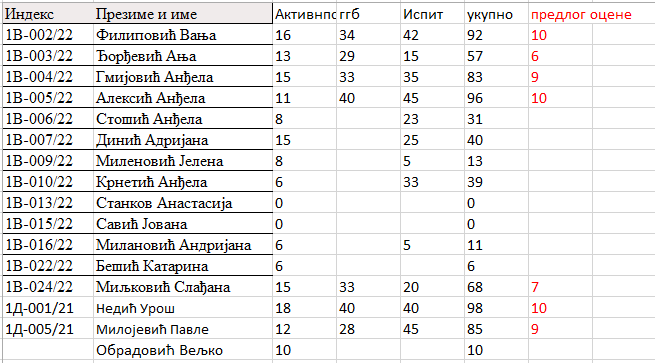 Индекс Презиме и име Активнпс ггб Испит укупно предлог оцене
1В-002/22 Филиповић Вања 16 34 42 92 10
1В-003/22 Ђорђевић Ања 13 29 15 57 6
1В-004/22 Гмијовић Анђела 15 33 35 83 9
1В-005/22 Алексић Анђела 11 40 45 96 10
1В-006/22 Стошић Анђела 8 23 31
1В-007/22 Динић Адријана 15 25 40
1В-009/22 Миленовић Јелена 8 5 13
1В-010/22 Крнетић Анђела 6 33 39
1В-013/22 Станков Анастасија 0 0
1В-015/22 Савић Јована 0 0
1В-016/22 Милановић Андријана 6 5 11
1В-022/22 Бешић Катарина 6 6
1В-024/22 Миљковић Слађана 15 33 20 68 7
1Д-001/21 Недић Урош 18 40 40 98 10
1Д-005/21 Милојевић Павле 12 28 45 85 9
Обрадовић Вељко 10 10